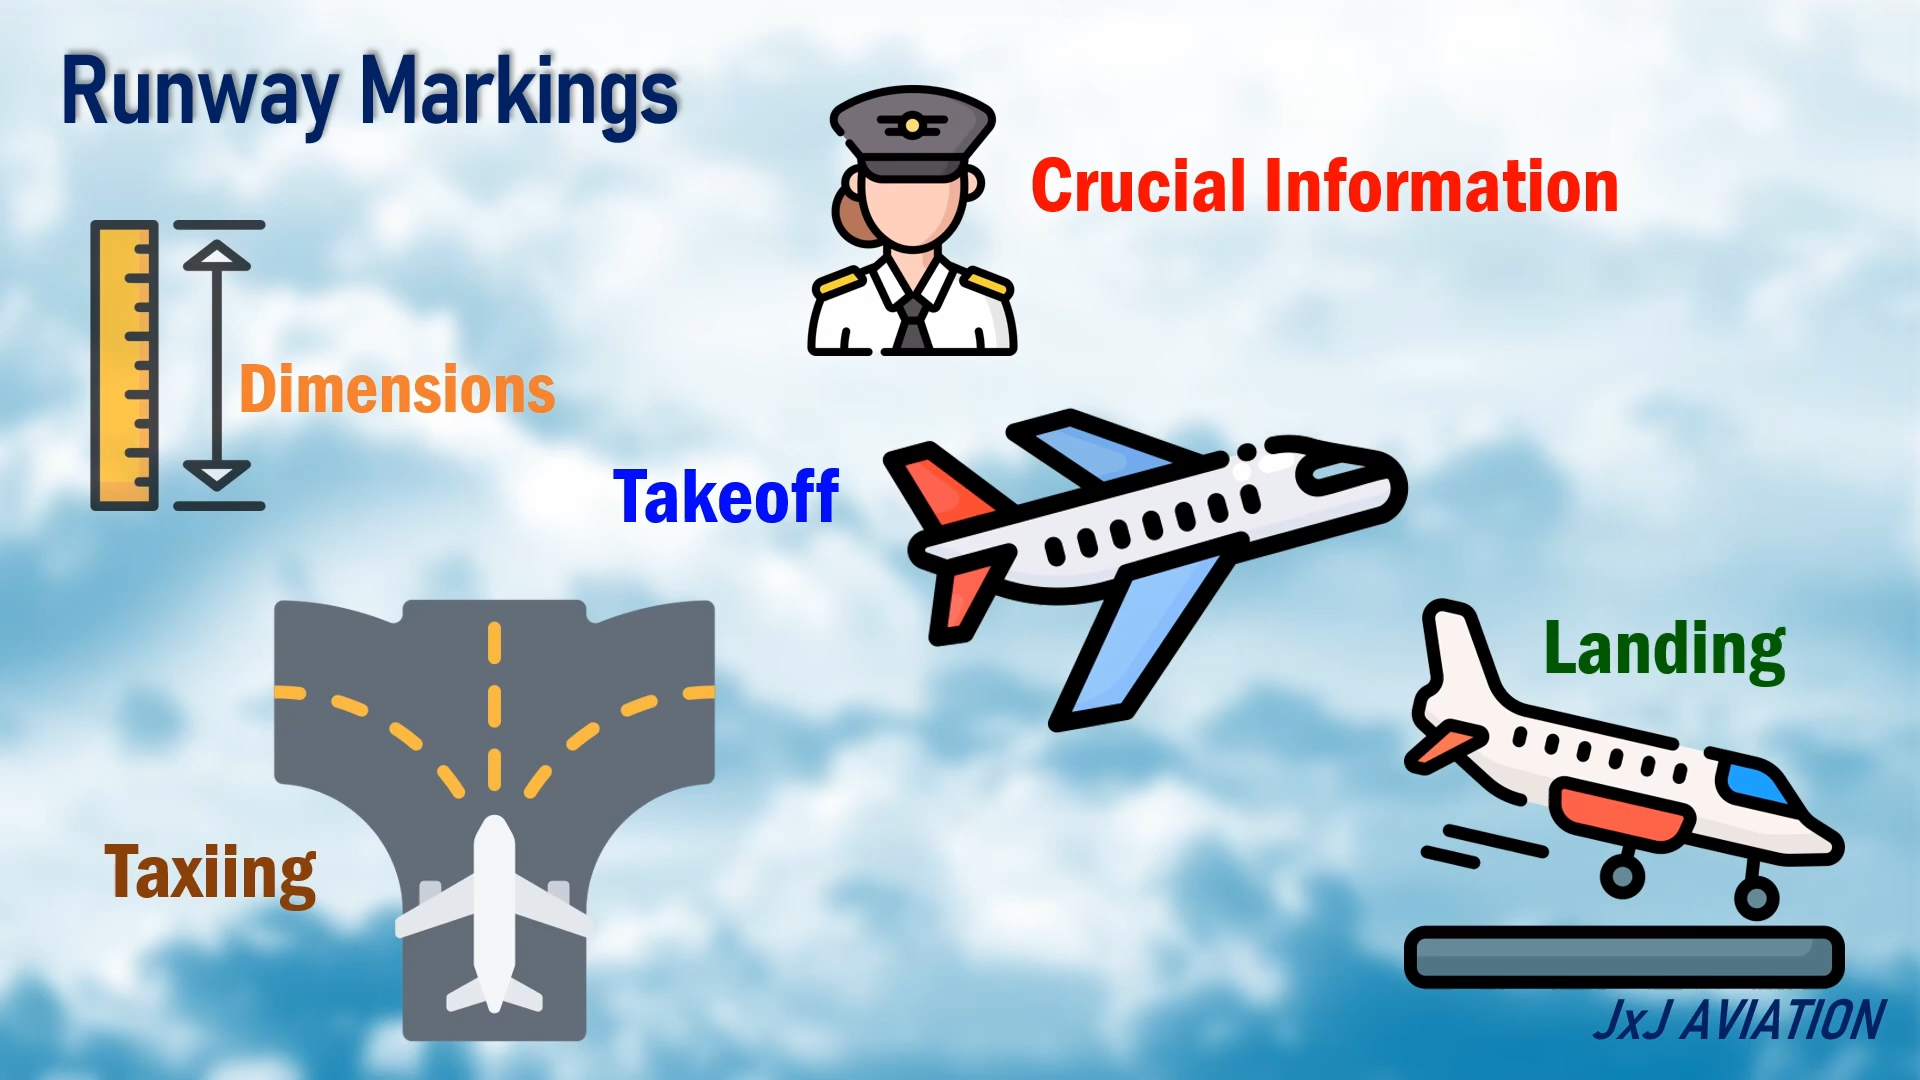 Runway Markings
Crucial Information
Dimensions
Takeoff
Landing
Taxiing
JxJ AVIATION